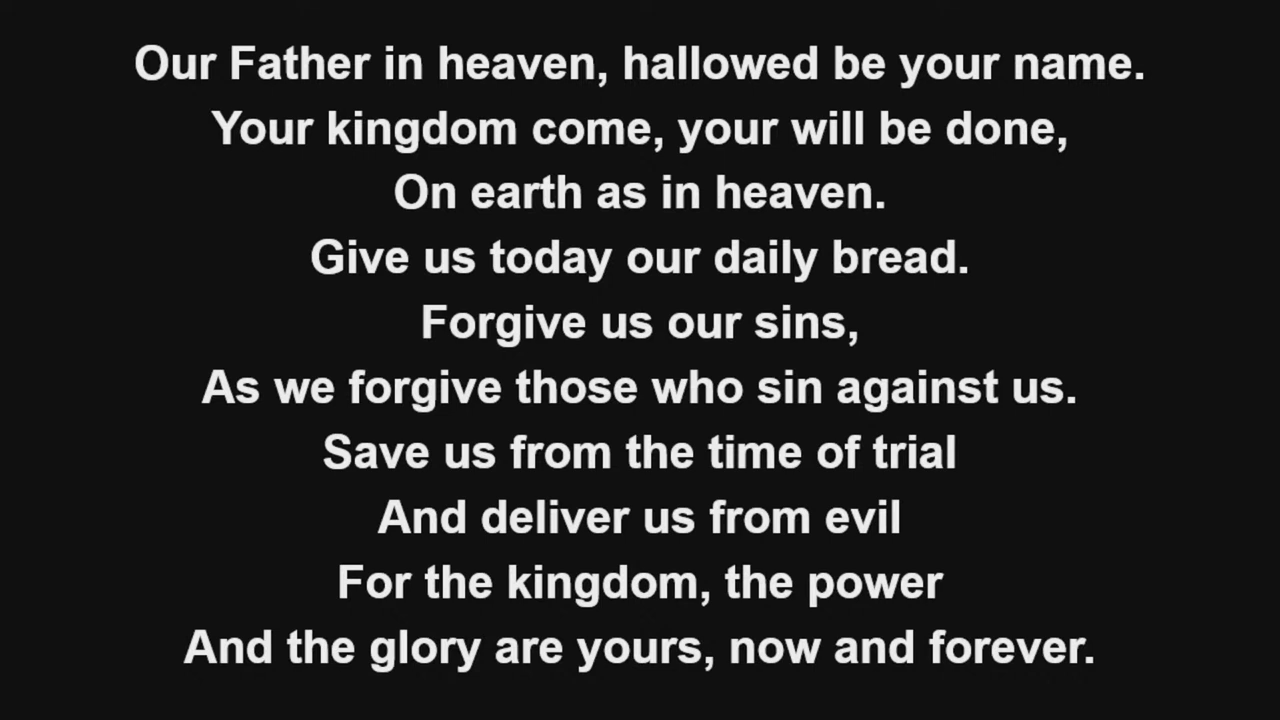 Our Father in heaven, hallowed be your name.
Your kingdom come, your will be done,
On earth as in heaven.
Give us today our daily bread.
Forgive us our sins,
As we forgive those who sin against us.
Save us from the time of trial
And deliver us from evil
For the kingdom, the power
And the glory are yours, now and forever.